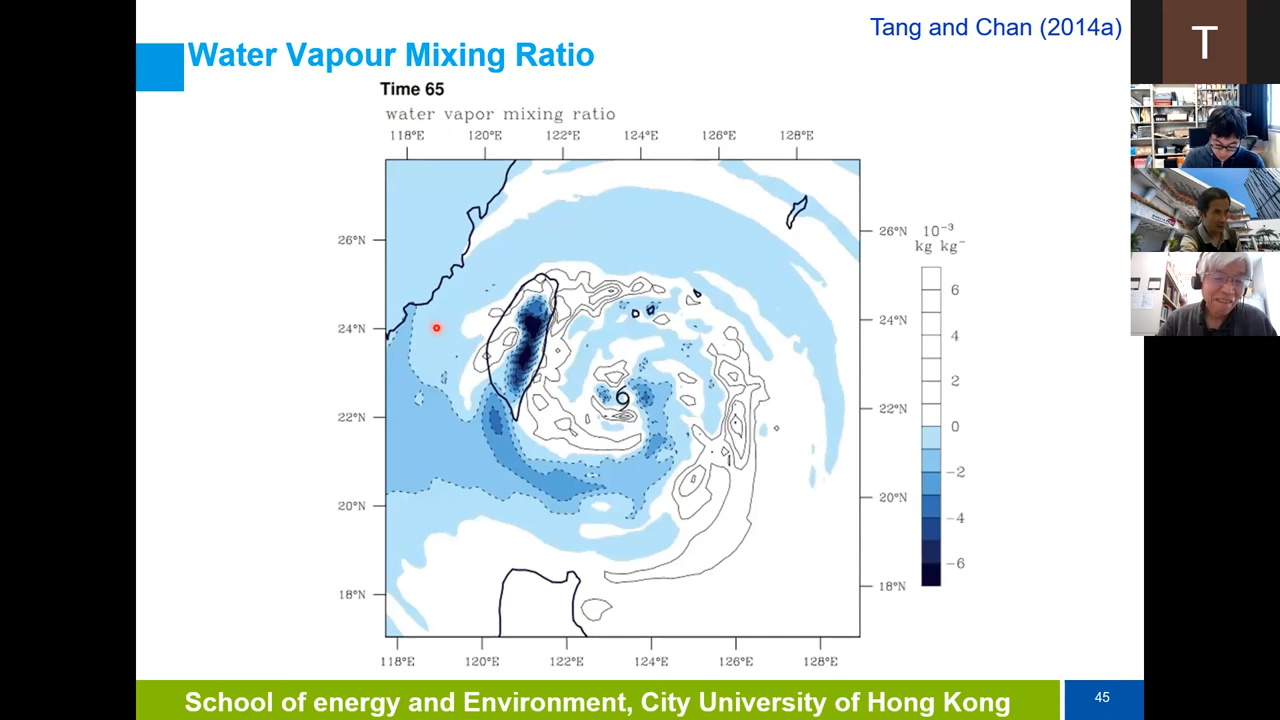 Tang and Chan (2014a)
Water Vapour Mixing Ratio
Time 65
water vapor mixing ratio
118°E 120°E 122°E 124°E 126°E 128°E
26°N
24°N
22°N
20°N
18°N
26°N
24°N
22°N
20°N
18°N
118°E 120°E 122°E 124°E 126°E 128°E
10⁻³
kg kg⁻
6
4
2
0
−2
−4
−6
School of energy and Environment, City University of Hong Kong
45
T